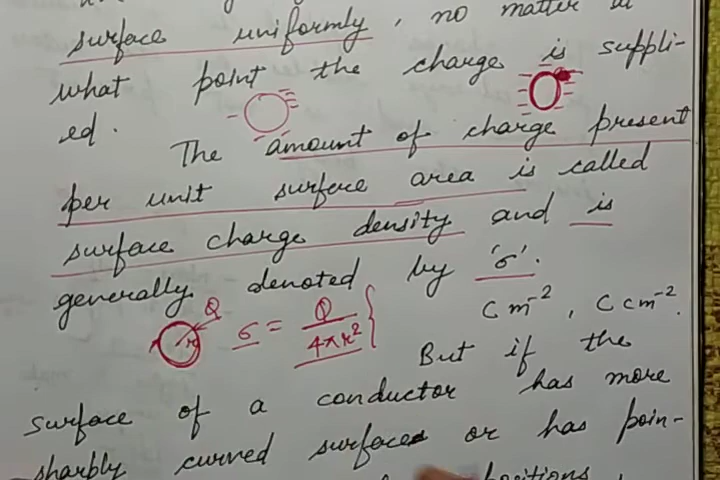 surface uniformly, no matter at
what point the charge is suppli-
ed.
The amount of charge present
per unit surface area is called
surface charge density and is
generally denoted by 'σ'.
Q
r
σ = Q / 4πr²
C m⁻², C cm⁻².
But if the
surface of a conductor has more
sharply curved surface or has poin-